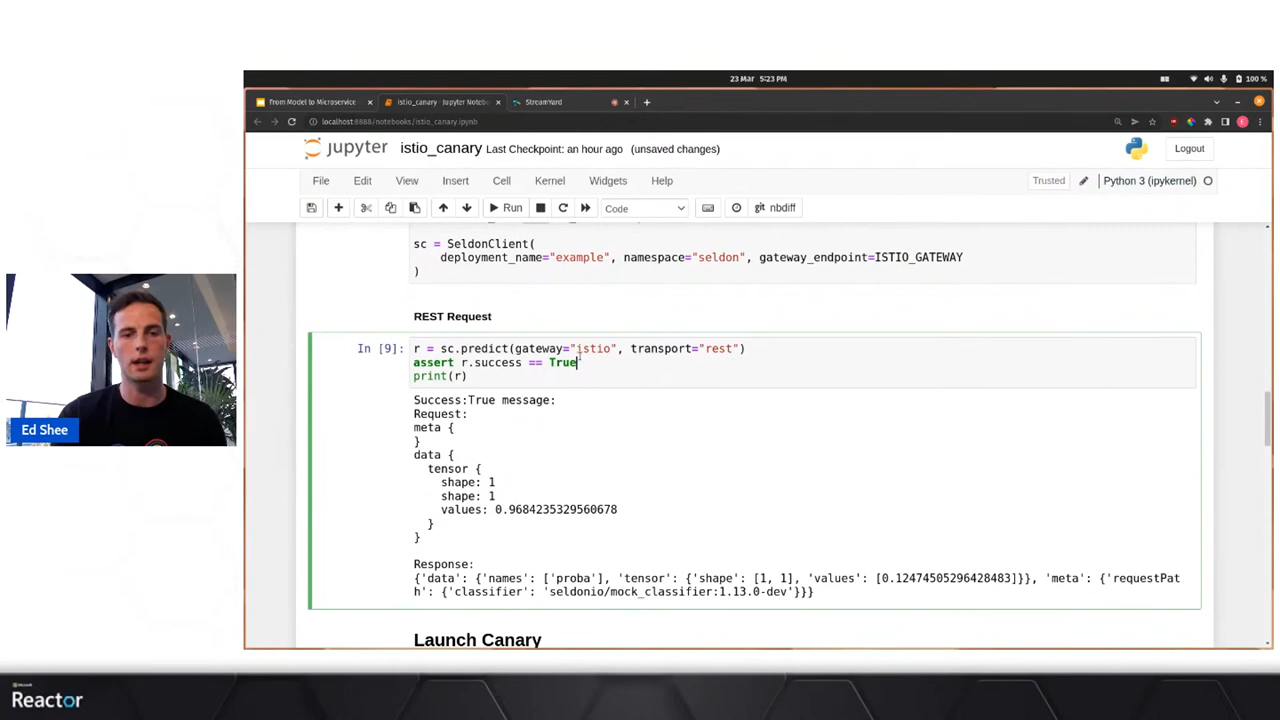 23 Mar 5:23 PM
100 %
From Model to Microservice
istio_canary - Jupyter Notebo
StreamYard
localhost:8888/notebooks/istio_canary.ipynb
jupyter
istio_canary
Last Checkpoint: an hour ago (unsaved changes)
Logout
File
Edit
View
Insert
Cell
Kernel
Widgets
Help
Trusted
Python 3 (ipykernel)
Run
Code
git nbdiff
sc = SeldonClient(
deployment_name="example", namespace="seldon", gateway_endpoint=ISTIO_GATEWAY
)
REST Request
In [9]:
r = sc.predict(gateway="istio", transport="rest")
assert r.success == True
print(r)
Success:True message:
Request:
meta {
}
data {
tensor {
shape: 1
shape: 1
values: 0.9684235329560678
}
}
Response:
{'data': {'names': ['proba'], 'tensor': {'shape': [1, 1], 'values': [0.12474505296428483]}}, 'meta': {'requestPat
h': {'classifier': 'seldonio/mock_classifier:1.13.0-dev'}}}
Launch Canary
Ed Shee
Microsoft
Reactor